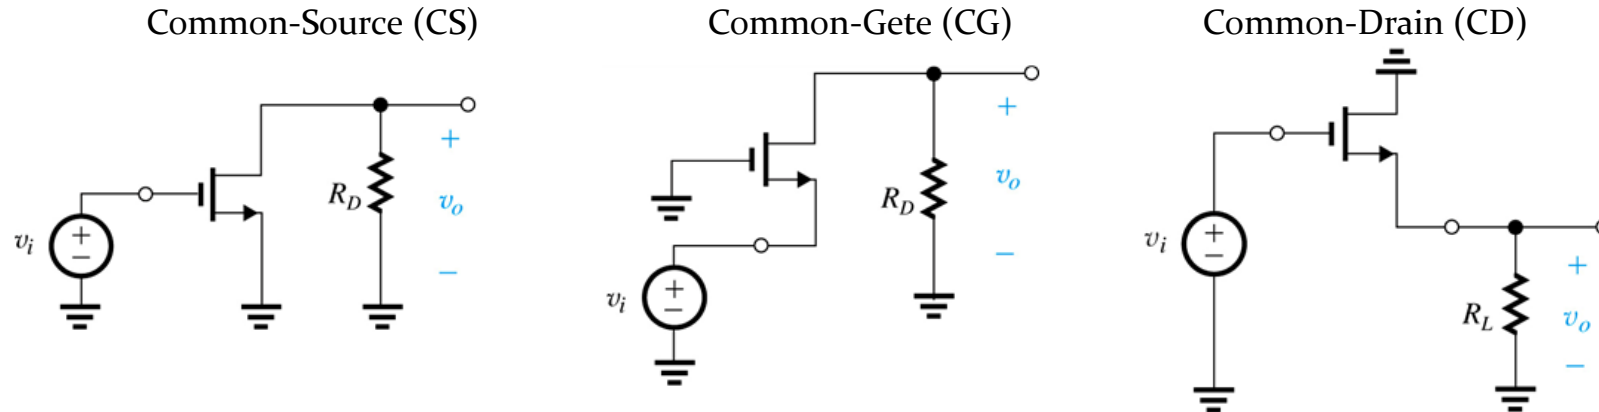 Common-Source (CS)
Common-Gete (CG)
Common-Drain (CD)
v_i
+
−
R_D
+
v_o
−
v_i
+
−
R_D
+
v_o
−
v_i
+
−
R_L
+
v_o
−